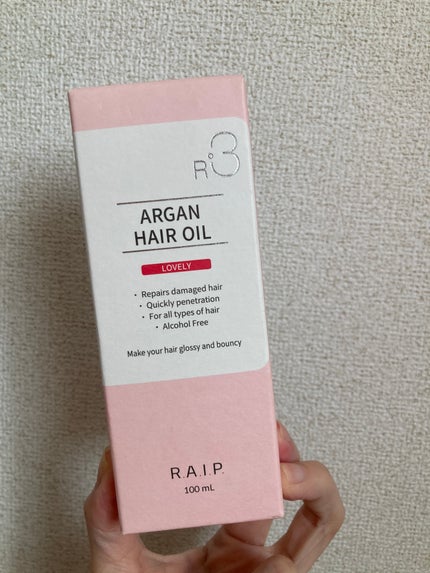 R3
ARGAN
HAIR OIL
LOVELY
・ Repairs damaged hair
・ Quickly penetration
・ For all types of hair
・ Alcohol Free
Make your hair glossy and bouncy
R.A.I.P.
100 mL